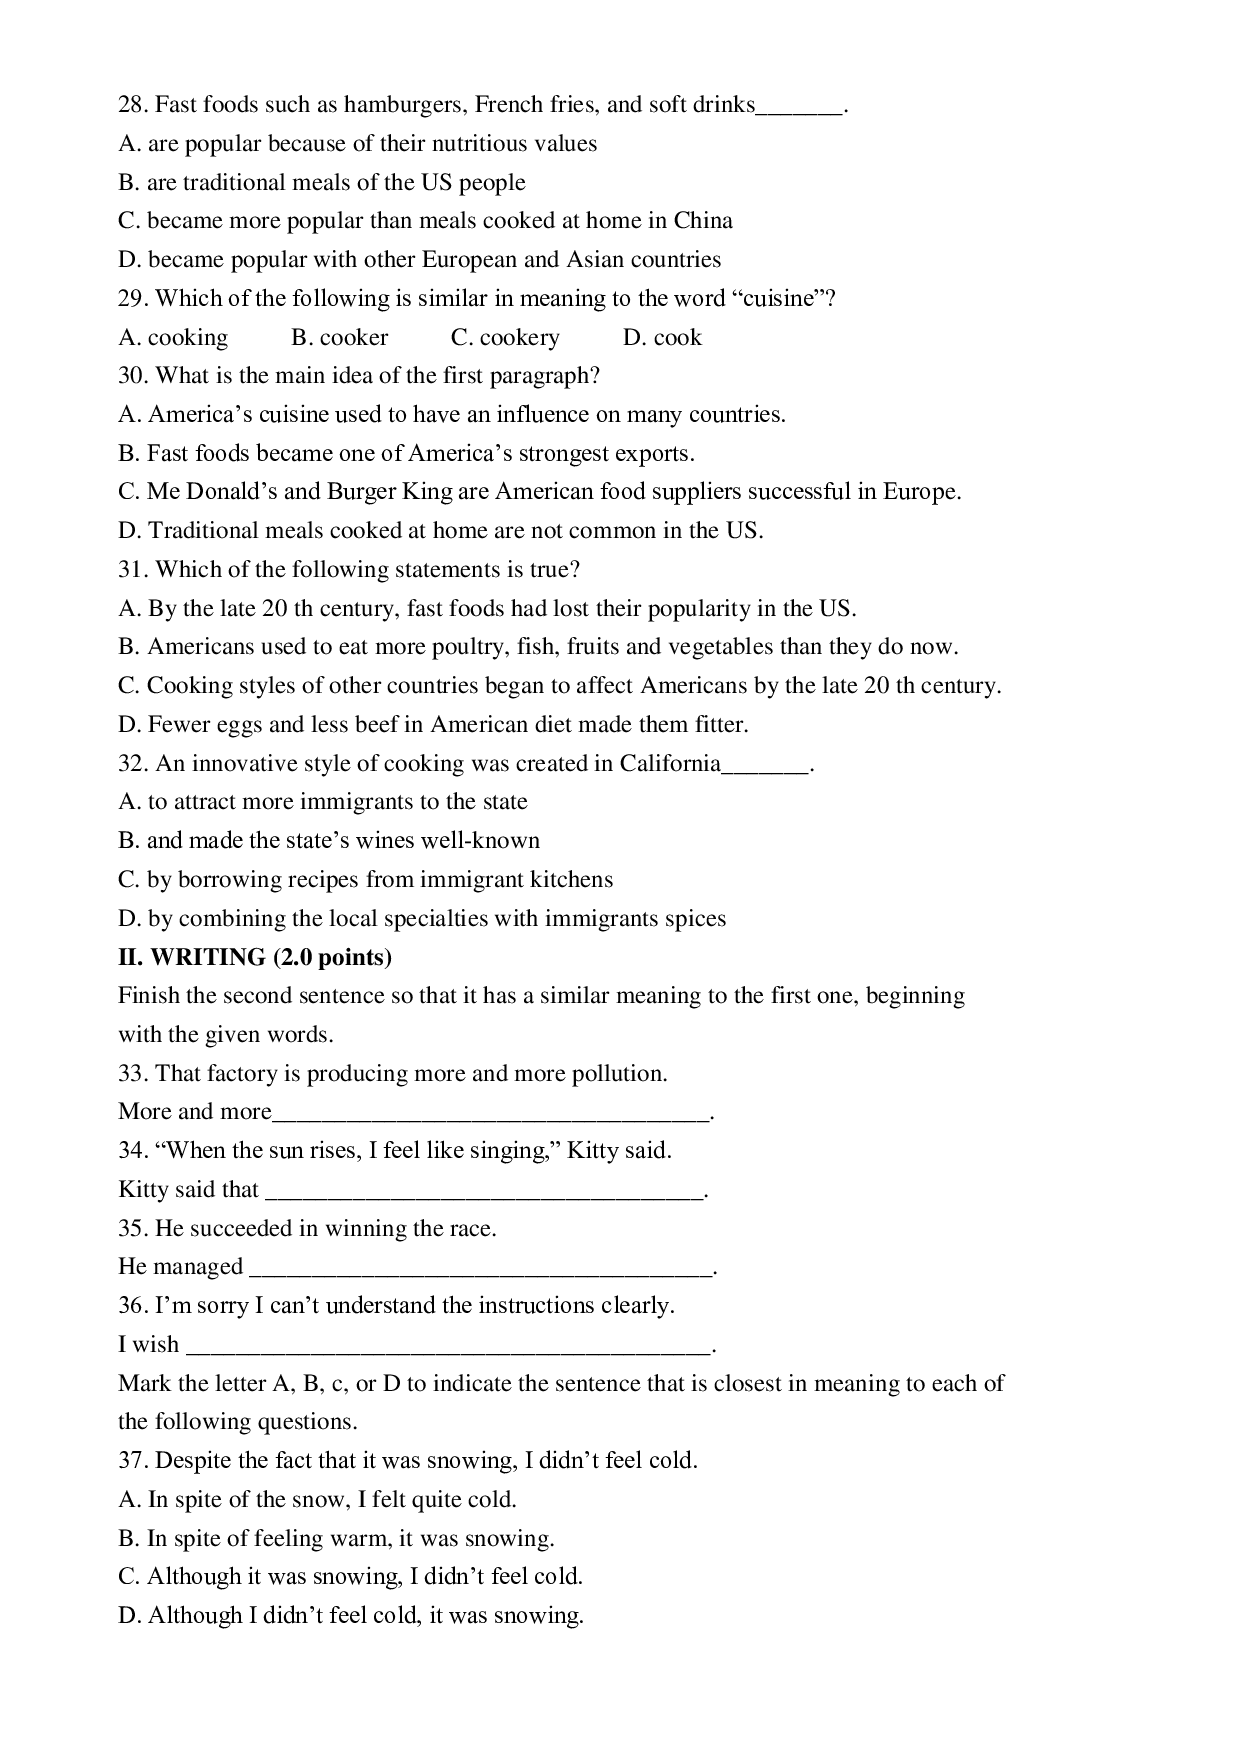 28. Fast foods such as hamburgers, French fries, and soft drinks_______.
A. are popular because of their nutritious values
B. are traditional meals of the US people
C. became more popular than meals cooked at home in China
D. became popular with other European and Asian countries
29. Which of the following is similar in meaning to the word “cuisine”?
A. cooking B. cooker C. cookery D. cook
30. What is the main idea of the first paragraph?
A. America’s cuisine used to have an influence on many countries.
B. Fast foods became one of America’s strongest exports.
C. Me Donald’s and Burger King are American food suppliers successful in Europe.
D. Traditional meals cooked at home are not common in the US.
31. Which of the following statements is true?
A. By the late 20 th century, fast foods had lost their popularity in the US.
B. Americans used to eat more poultry, fish, fruits and vegetables than they do now.
C. Cooking styles of other countries began to affect Americans by the late 20 th century.
D. Fewer eggs and less beef in American diet made them fitter.
32. An innovative style of cooking was created in California_______.
A. to attract more immigrants to the state
B. and made the state’s wines well-known
C. by borrowing recipes from immigrant kitchens
D. by combining the local specialties with immigrants spices
II. WRITING (2.0 points)
Finish the second sentence so that it has a similar meaning to the first one, beginning
with the given words.
33. That factory is producing more and more pollution.
More and more___________________________________.
34. “When the sun rises, I feel like singing,” Kitty said.
Kitty said that ___________________________________.
35. He succeeded in winning the race.
He managed _____________________________________.
36. I’m sorry I can’t understand the instructions clearly.
I wish __________________________________________.
Mark the letter A, B, c, or D to indicate the sentence that is closest in meaning to each of
the following questions.
37. Despite the fact that it was snowing, I didn’t feel cold.
A. In spite of the snow, I felt quite cold.
B. In spite of feeling warm, it was snowing.
C. Although it was snowing, I didn’t feel cold.
D. Although I didn’t feel cold, it was snowing.